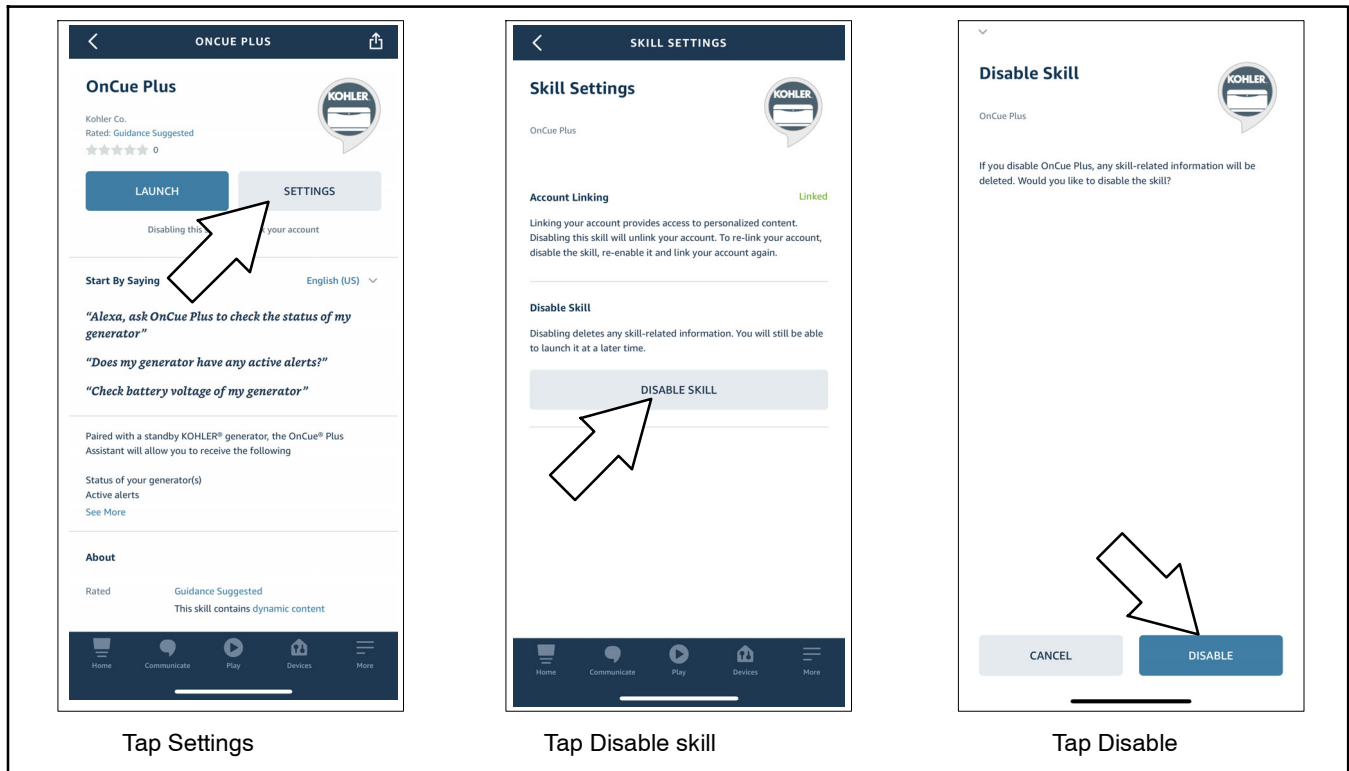 ONCUE PLUS
OnCue Plus
KOHLER
Kohler Co.
Rated: Guidance Suggested
0
LAUNCH
SETTINGS
Disabling this your account
Start By Saying
English (US)
“Alexa, ask OnCue Plus to check the status of my
generator”
“Does my generator have any active alerts?”
“Check battery voltage of my generator”
Paired with a standby KOHLER® generator, the OnCue® Plus
Assistant will allow you to receive the following
Status of your generator(s)
Active alerts
See More
About
Rated
Guidance Suggested
This skill contains dynamic content
Home Communicate Play Devices More
Tap Settings
SKILL SETTINGS
Skill Settings
KOHLER
OnCue Plus
Account Linking
Linked
Linking your account provides access to personalized content.
Disabling this skill will unlink your account. To re-link your account,
disable the skill, re-enable it and link your account again.
Disable Skill
Disabling deletes any skill-related information. You will still be able
to launch it at a later time.
DISABLE SKILL
Home Communicate Play Devices More
Tap Disable skill
Disable Skill
KOHLER
OnCue Plus
If you disable OnCue Plus, any skill-related information will be
deleted. Would you like to disable the skill?
CANCEL
DISABLE
Tap Disable